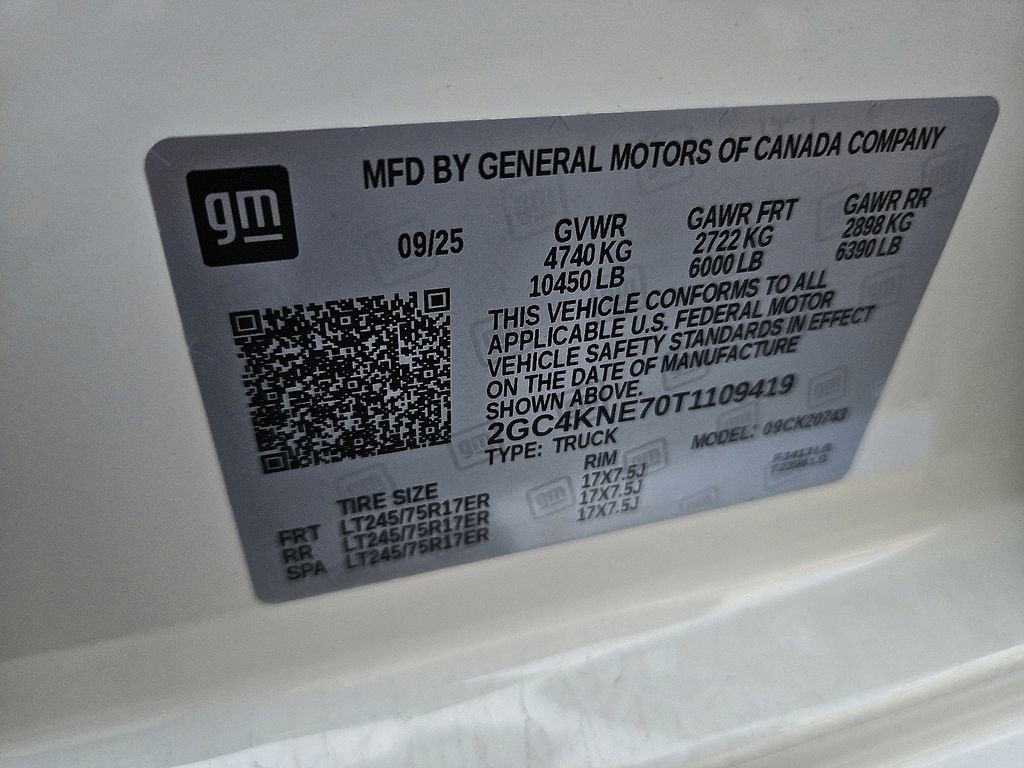 gm
MFD BY GENERAL MOTORS OF CANADA COMPANY
09/25
GVWR
4740 KG
10450 LB
GAWR FRT
2722 KG
6000 LB
GAWR RR
2898 KG
6390 LB
THIS VEHICLE CONFORMS TO ALL
APPLICABLE U.S. FEDERAL MOTOR
VEHICLE SAFETY STANDARDS IN EFFECT
ON THE DATE OF MANUFACTURE
SHOWN ABOVE.
2GC4KNE70T1109419
TYPE: TRUCK
MODEL: 09CK20743
TIRE SIZE
RIM
FRT LT245/75R17ER 17X7.5J
RR LT245/75R17ER 17X7.5J
SPA LT245/75R17ER 17X7.5J